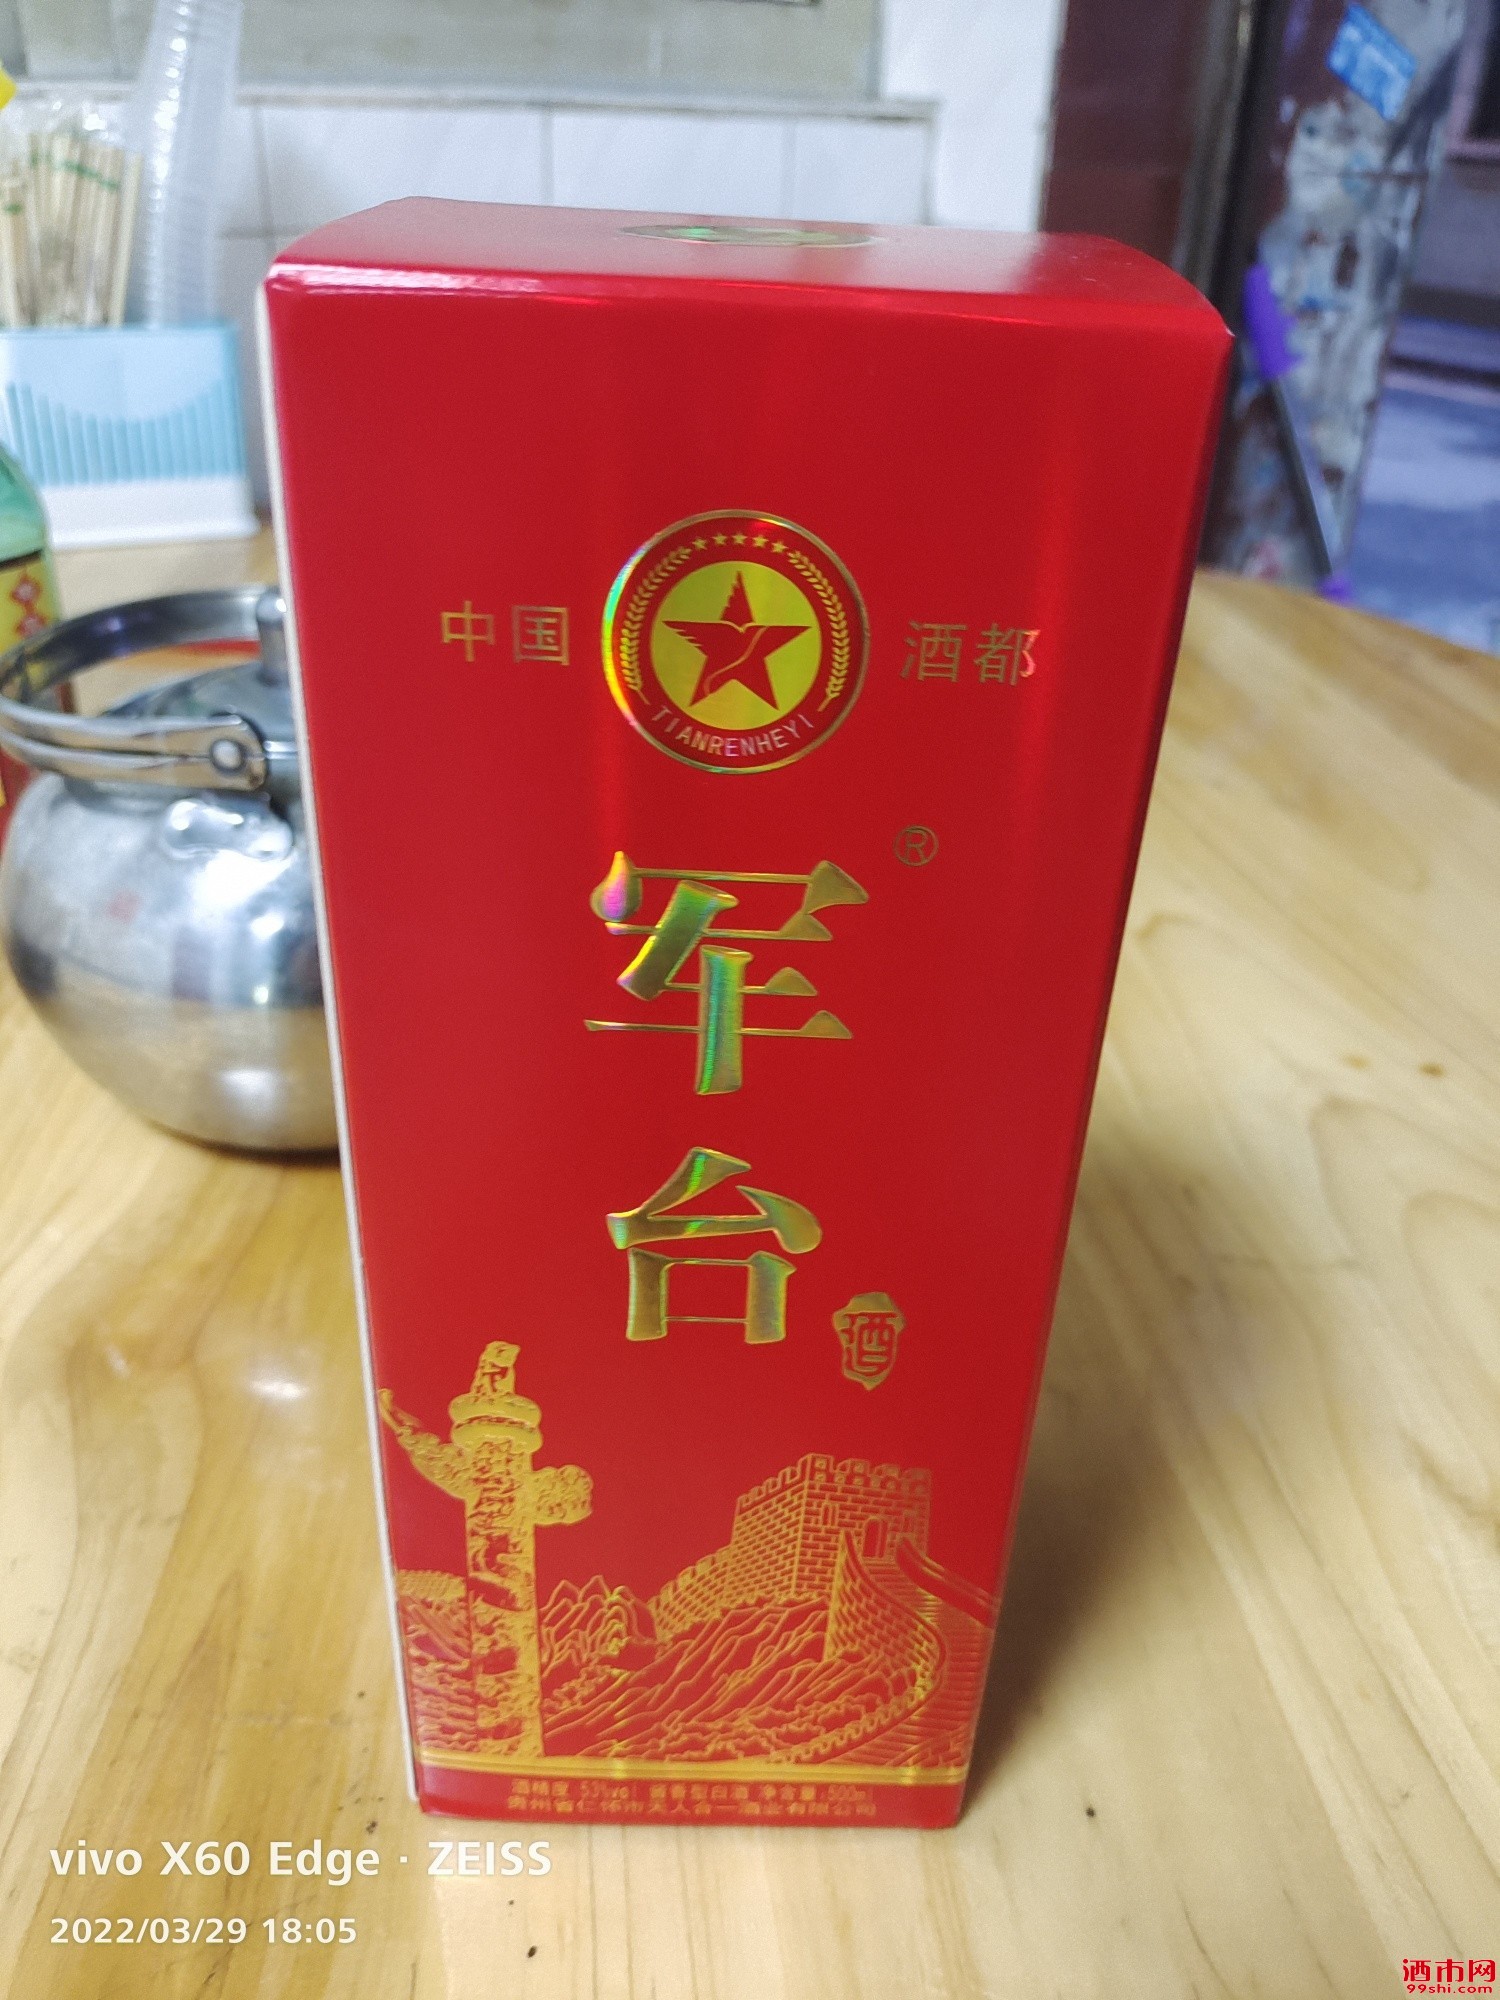 中国
酒都
TIANRENHEYI
®
军台
酒
酒精度:53%vol 酱香型白酒 净含量:500ml
贵州省仁怀市天人合一酒业有限公司
vivo X60 Edge · ZEISS
2022/03/29 18:05
酒市网
99shi.com